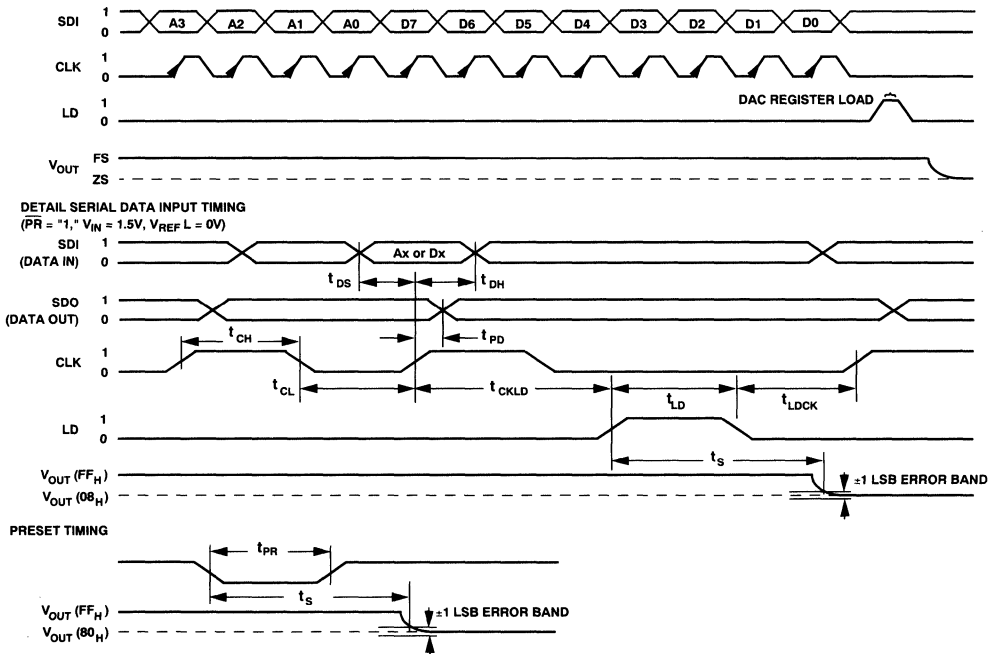 SDI 1 0 A3 A2 A1 A0 D7 D6 D5 D4 D3 D2 D1 D0
CLK 1 0
LD 1 0 DAC REGISTER LOAD
VOUT FS ZS
DETAIL SERIAL DATA INPUT TIMING
(PR = "1," VIN = 1.5V, VREF L = 0V)
SDI (DATA IN) 1 0 Ax or Dx
tDS tDH
SDO (DATA OUT) 1 0
tCH tPD
CLK 1 0
tCL tCKLD tLD tLDCK
LD 1 0
tS
VOUT (FFH)
±1 LSB ERROR BAND
VOUT (08H)
PRESET TIMING
tPR
tS
VOUT (FFH)
±1 LSB ERROR BAND
VOUT (80H)